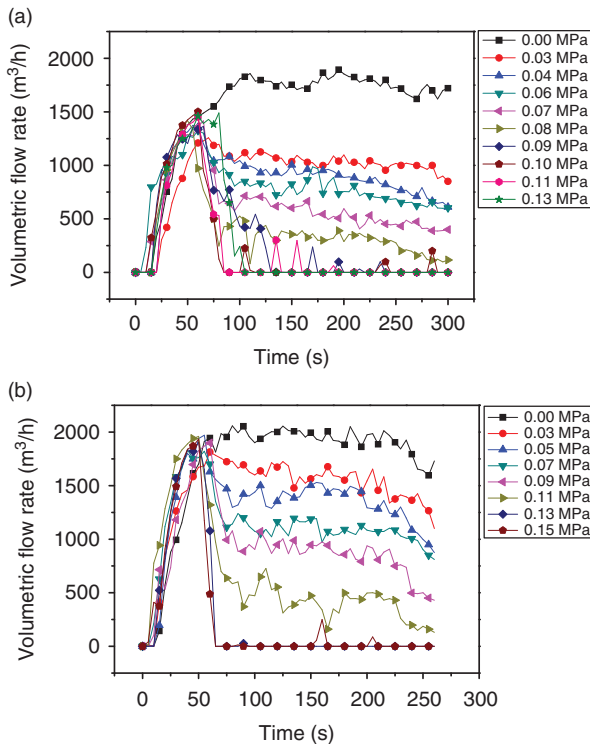 (a)
Volumetric flow rate (m³/h)
2000
1500
1000
500
0
0 50 100 150 200 250 300
Time (s)
0.00 MPa
0.03 MPa
0.04 MPa
0.06 MPa
0.07 MPa
0.08 MPa
0.09 MPa
0.10 MPa
0.11 MPa
0.13 MPa
(b)
Volumetric flow rate (m³/h)
2000
1500
1000
500
0
0 50 100 150 200 250 300
Time (s)
0.00 MPa
0.03 MPa
0.05 MPa
0.07 MPa
0.09 MPa
0.11 MPa
0.13 MPa
0.15 MPa